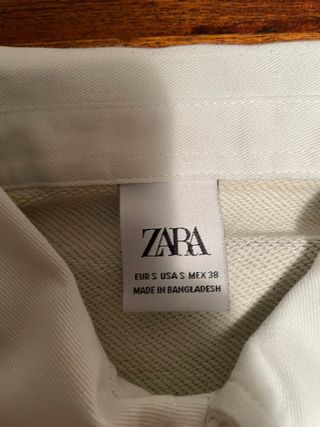 ZARA
EUR S USA S MEX 38
MADE IN BANGLADESH